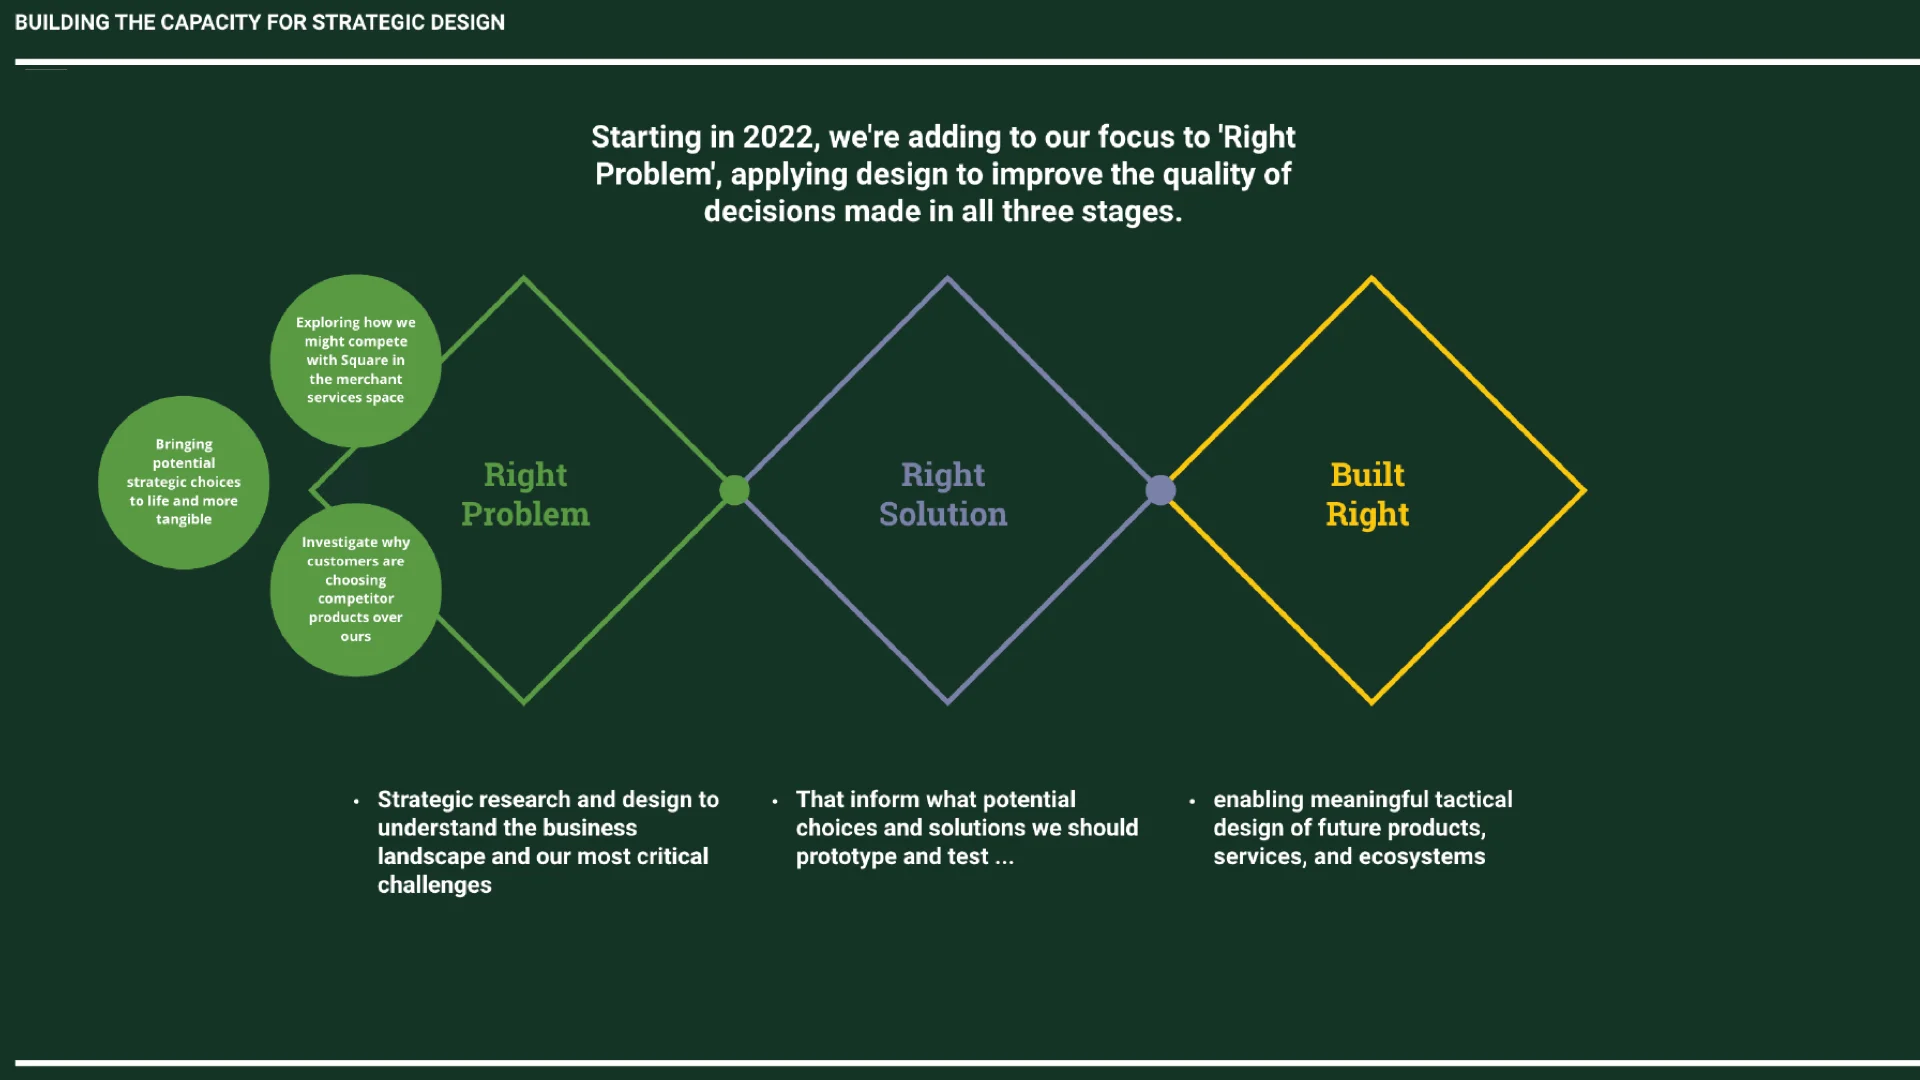 BUILDING THE CAPACITY FOR STRATEGIC DESIGN
Starting in 2022, we're adding to our focus to 'Right
Problem', applying design to improve the quality of
decisions made in all three stages.
Exploring how we
might compete
with Square in
the merchant
services space
Bringing
potential
strategic choices
to life and more
tangible
Investigate why
customers are
choosing
competitor
products over
ours
Right
Problem
Right
Solution
Built
Right
• Strategic research and design to
understand the business
landscape and our most critical
challenges
• That inform what potential
choices and solutions we should
prototype and test ...
• enabling meaningful tactical
design of future products,
services, and ecosystems